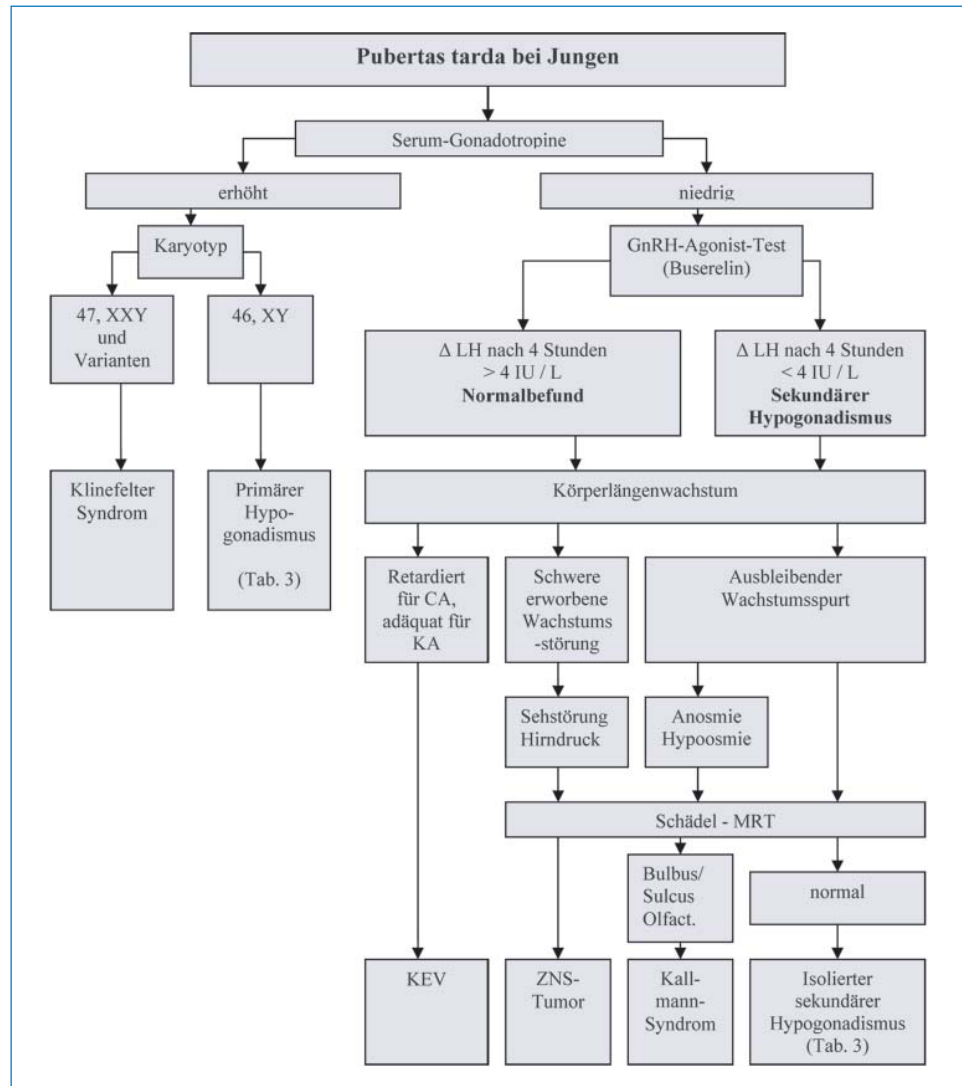 Pubertas tarda bei Jungen
Serum-Gonadotropine
erhöht
niedrig
Karyotyp
GnRH-Agonist-Test
(Buserelin)
47, XXY
und
Varianten
46, XY
Δ LH nach 4 Stunden
> 4 IU / L
Normalbefund
Δ LH nach 4 Stunden
< 4 IU / L
Sekundärer
Hypogonadismus
Klinefelter
Syndrom
Primärer
Hypo-
gonadismus
(Tab. 3)
Körperlängenwachstum
Retardiert
für CA,
adäquat für
KA
Schwere
erworbene
Wachstums
-störung
Ausbleibender
Wachstumsspurt
Sehstörung
Hirndruck
Anosmie
Hypoosmie
Schädel - MRT
Bulbus/
Sulcus
Olfact.
normal
KEV
ZNS-
Tumor
Kall-
mann-
Syndrom
Isolierter
sekundärer
Hypogonadismus
(Tab. 3)